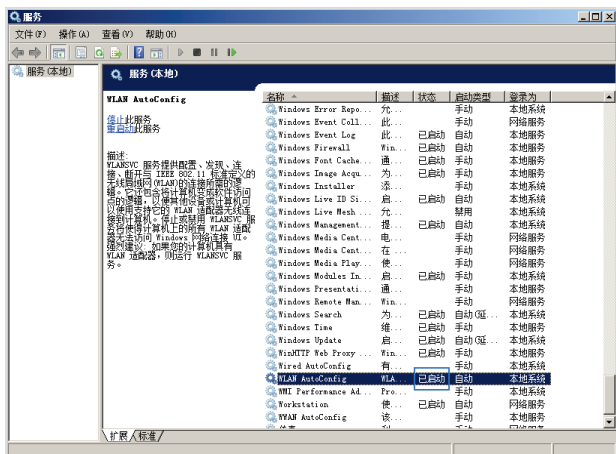 服务
文件(F) 操作(A) 查看(V) 帮助(H)
服务(本地)
服务(本地)
WLAN AutoConfig
停止此服务
重启动此服务
描述:
WLANSVC 服务提供配置、发现、连
接、断开与 IEEE 802.11 标准定义的
无线局域网(WLAN)的连接所需的逻
辑。它还包含将计算机变成软件访问
点的逻辑，以便其他设备或计算机可
以使用支持它的 WLAN 适配器无线连
接到计算机。停止或禁用 WLANSVC 服
务将使得计算机上的所有 WLAN 适配
器无法访问 Windows 网络连接 UI。
强烈建议: 如果您的计算机具有
WLAN 适配器，则运行 WLANSVC 服
务。
名称 描述 状态 启动类型 登录为
Windows Error Repo... 允... 手动 本地系统
Windows Event Coll... 此... 手动 网络服务
Windows Event Log 此... 已启动 自动 本地服务
Windows Firewall Win... 已启动 自动 本地服务
Windows Font Cache... 通... 已启动 自动 本地服务
Windows Image Acqu... 为... 已启动 手动 本地服务
Windows Installer 添... 手动 本地系统
Windows Live ID Si... 启... 已启动 自动 本地系统
Windows Live Mesh ... 允... 禁用 本地系统
Windows Management... 提... 已启动 自动 本地系统
Windows Media Cent... 电... 手动 网络服务
Windows Media Cent... 在... 手动 网络服务
Windows Media Play... 使... 手动 网络服务
Windows Modules In... 启... 已启动 手动 本地系统
Windows Presentati... 通... 手动 本地服务
Windows Remote Man... Win... 手动 网络服务
Windows Search 为... 已启动 自动(延... 本地系统
Windows Time 维... 已启动 手动 本地服务
Windows Update 启... 已启动 自动(延... 本地系统
WinHTTP Web Proxy ... Win... 已启动 手动 本地服务
Wired AutoConfig 有... 手动 本地系统
WLAN AutoConfig WLA... 已启动 自动 本地系统
WMI Performance Ad... Pro... 手动 本地系统
Workstation 使... 已启动 自动 网络服务
WWAN AutoConfig 该... 手动 本地服务
扩展 标准